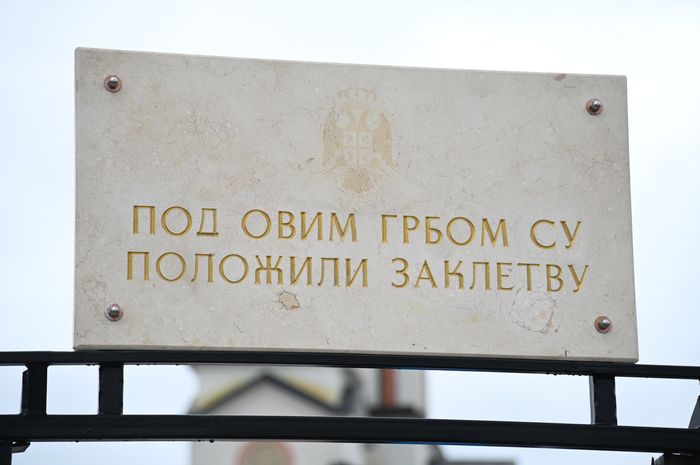 ПОД ОВИМ ГРБОМ СУ
ПОЛОЖИЛИ ЗАКЛЕТВУ